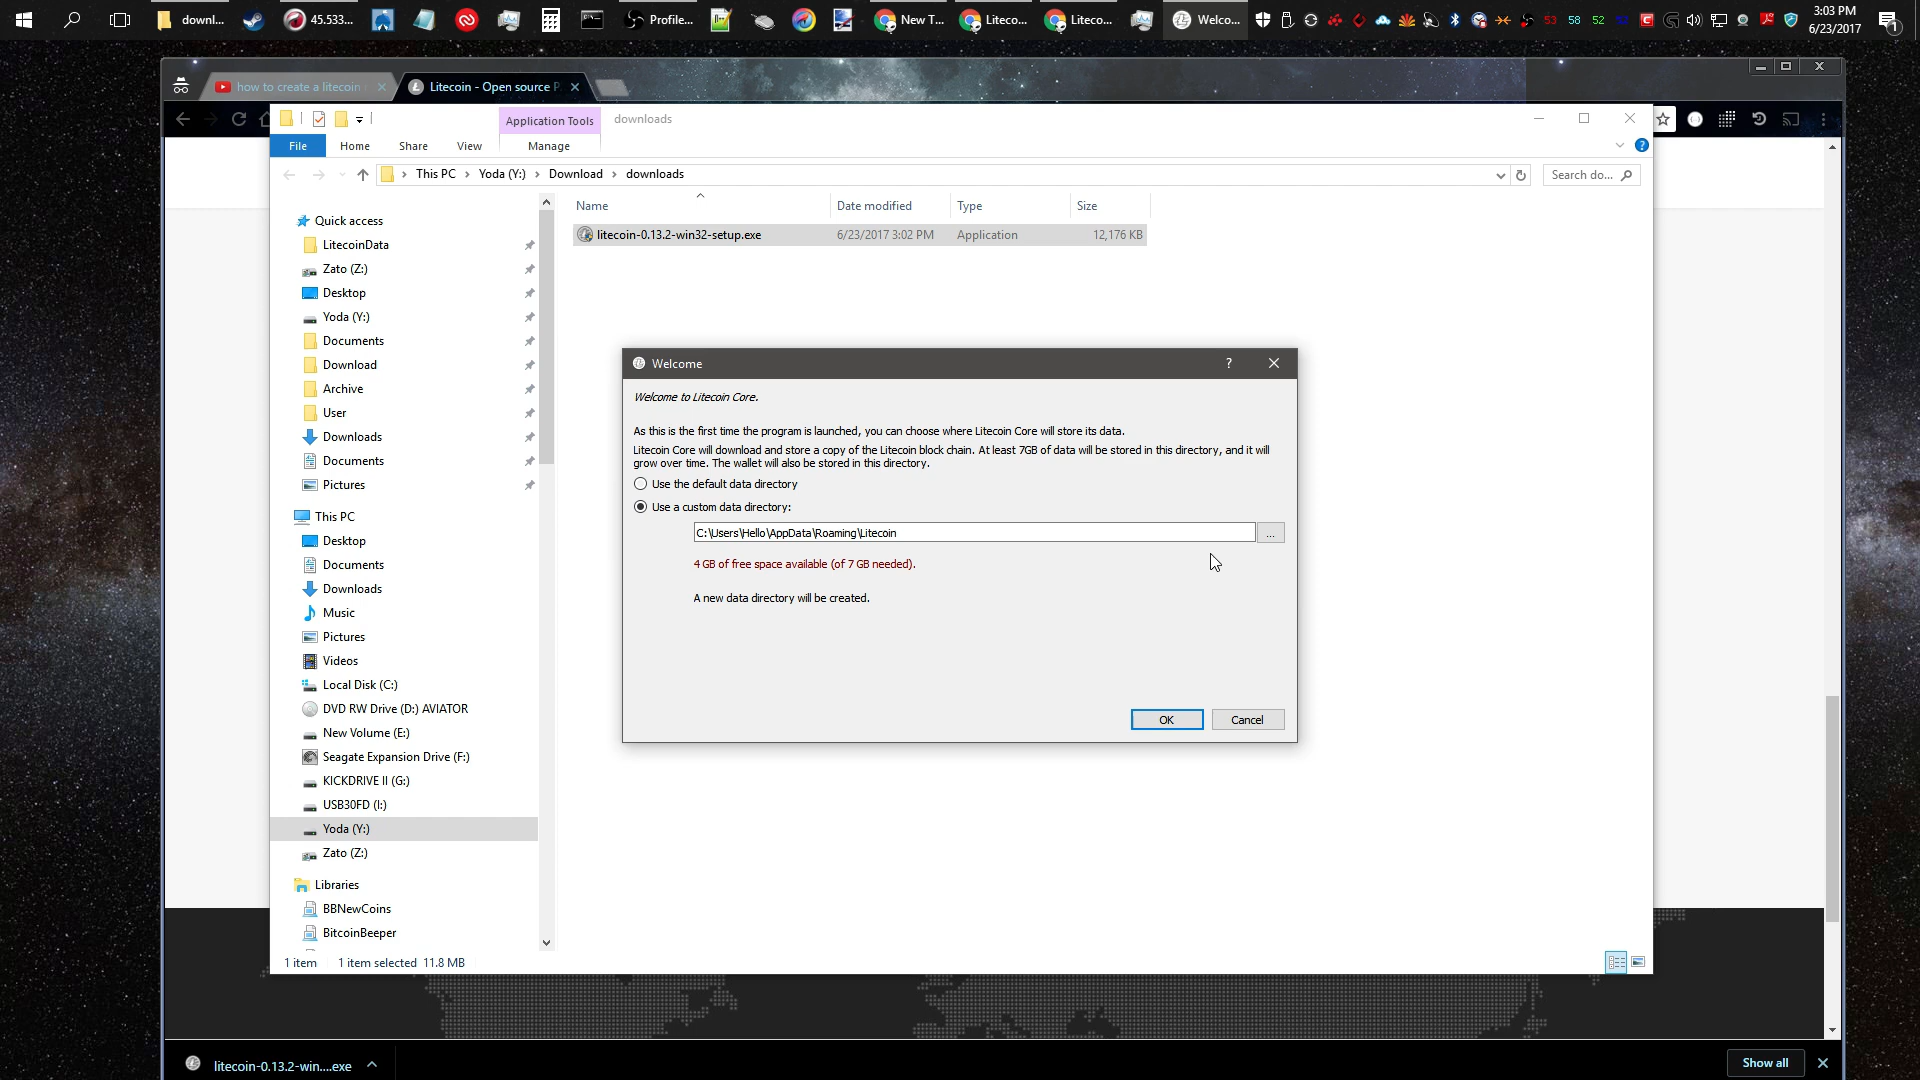 downl...
45.533...
Profile...
New T...
Liteco...
Liteco...
Welco...
53
58
52
3:03 PM
6/23/2017
1
how to create a litecoin
Litecoin - Open source P
Application Tools
downloads
File
Home
Share
View
Manage
This PC
Yoda (Y:)
Download
downloads
Search do...
Name
Date modified
Type
Size
litecoin-0.13.2-win32-setup.exe
6/23/2017 3:02 PM
Application
12,176 KB
Quick access
LitecoinData
Zato (Z:)
Desktop
Yoda (Y:)
Documents
Download
Archive
User
Downloads
Documents
Pictures
This PC
Desktop
Documents
Downloads
Music
Pictures
Videos
Local Disk (C:)
DVD RW Drive (D:) AVIATOR
New Volume (E:)
Seagate Expansion Drive (F:)
KICKDRIVE II (G:)
USB30FD (I:)
Yoda (Y:)
Zato (Z:)
Libraries
BBNewCoins
BitcoinBeeper
Welcome
?
Welcome to Litecoin Core.
As this is the first time the program is launched, you can choose where Litecoin Core will store its data.
Litecoin Core will download and store a copy of the Litecoin block chain. At least 7GB of data will be stored in this directory, and it will
grow over time. The wallet will also be stored in this directory.
Use the default data directory
Use a custom data directory:
C:\Users\Hello\AppData\Roaming\Litecoin
...
4 GB of free space available (of 7 GB needed).
A new data directory will be created.
OK
Cancel
1 item
1 item selected 11.8 MB
litecoin-0.13.2-win....exe
Show all